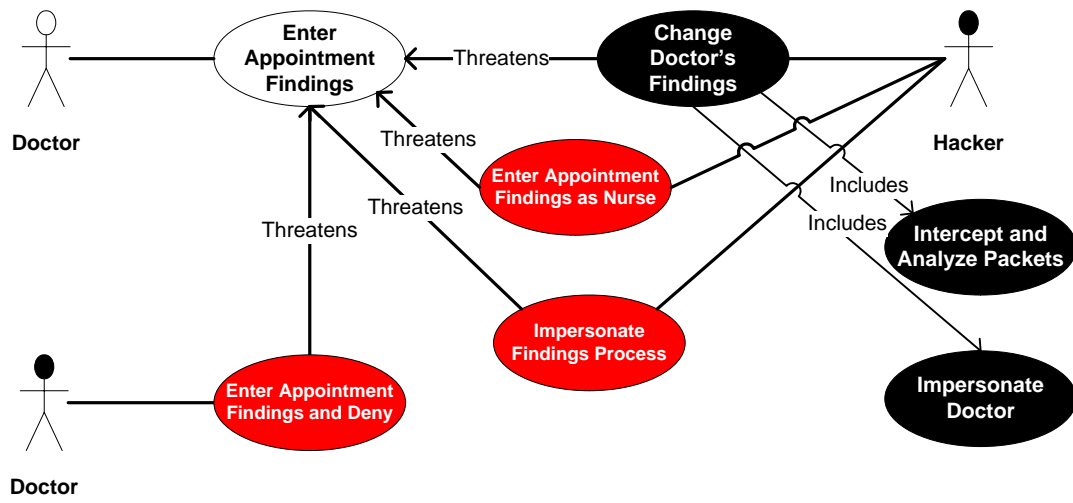 Enter
Appointment
Findings
Threatens
Change
Doctor's
Findings
Doctor
Hacker
Threatens
Enter Appointment
Findings as Nurse
Includes
Threatens
Includes
Threatens
Intercept and
Analyze Packets
Impersonate
Findings Process
Enter Appointment
Findings and Deny
Impersonate
Doctor
Doctor